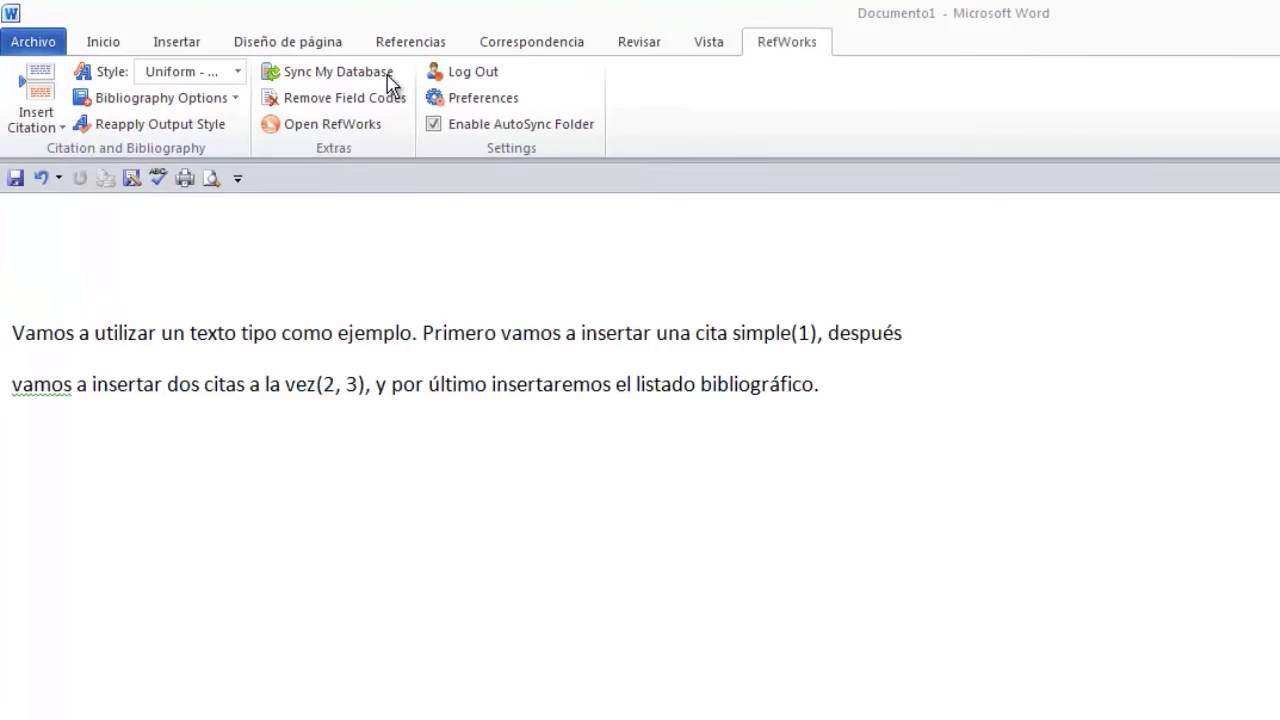 Documento1 - Microsoft Word
Archivo Inicio Insertar Diseño de página Referencias Correspondencia Revisar Vista RefWorks
Insert Citation
Style: Uniform - ...
Bibliography Options
Reapply Output Style
Citation and Bibliography
Sync My Database
Remove Field Codes
Open RefWorks
Extras
Log Out
Preferences
Enable AutoSync Folder
Settings
Vamos a utilizar un texto tipo como ejemplo. Primero vamos a insertar una cita simple(1), después
vamos a insertar dos citas a la vez(2, 3), y por último insertaremos el listado bibliográfico.